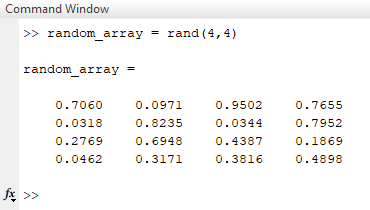 Command Window
>> random_array = rand(4,4)
random_array =
0.7060 0.0971 0.9502 0.7655
0.0318 0.8235 0.0344 0.7952
0.2769 0.6948 0.4387 0.1869
0.0462 0.3171 0.3816 0.4898
fx >>